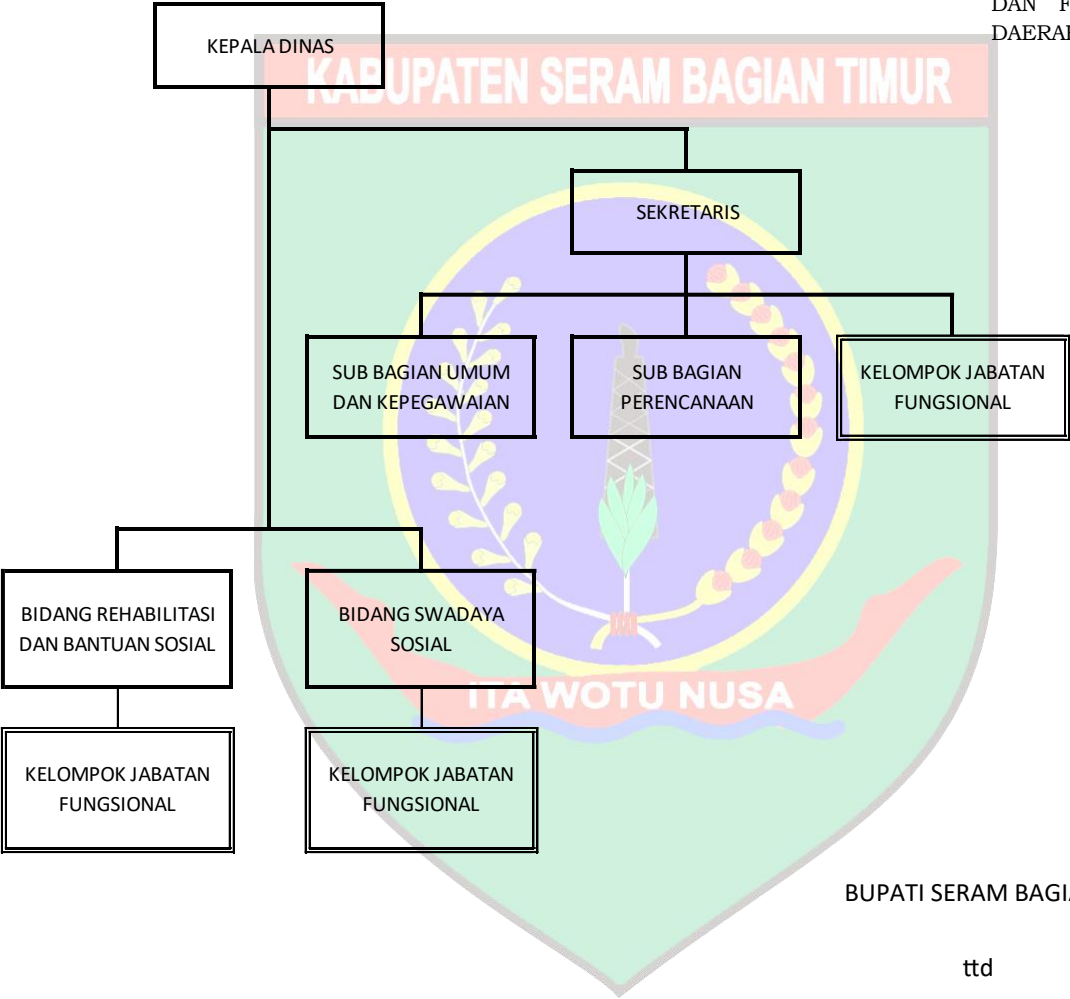 DAN F
DAERAH
KEPALA DINAS
KABUPATEN SERAM BAGIAN TIMUR
SEKRETARIS
SUB BAGIAN UMUM
DAN KEPEGAWAIAN
SUB BAGIAN
PERENCANAAN
KELOMPOK JABATAN
FUNGSIONAL
BIDANG REHABILITASI
DAN BANTUAN SOSIAL
BIDANG SWADAYA
SOSIAL
ITA WOTU NUSA
KELOMPOK JABATAN
FUNGSIONAL
KELOMPOK JABATAN
FUNGSIONAL
BUPATI SERAM BAGIA
ttd